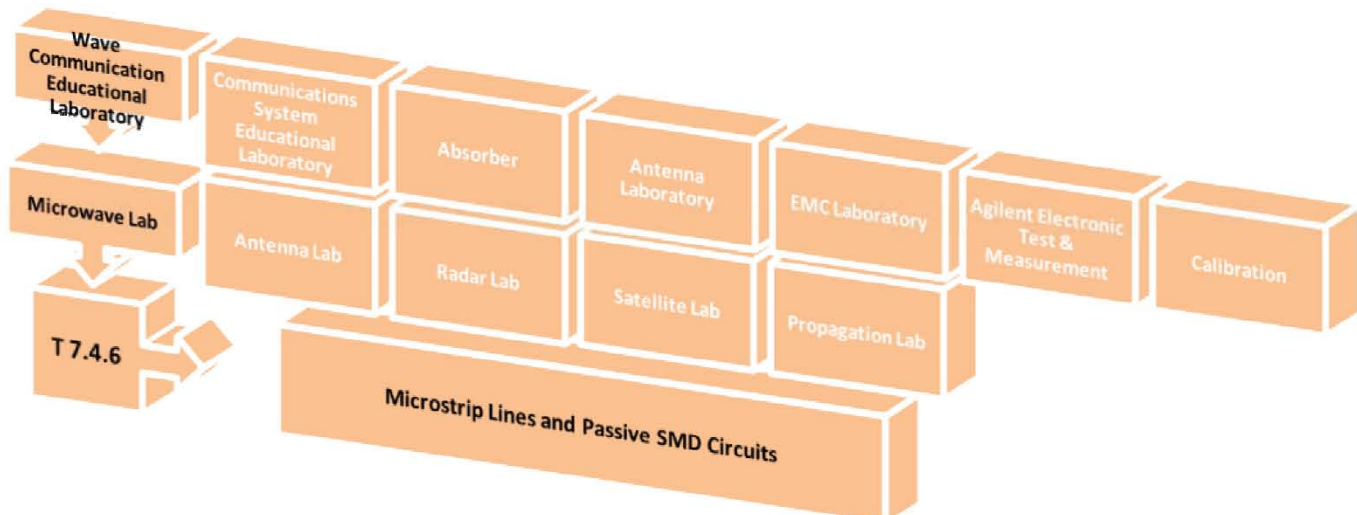 Wave
Communication
Educational
Laboratory
Communications
System
Educational
Laboratory
Absorber
Antenna
Laboratory
EMC Laboratory
Agilent Electronic
Test &
Measurement
Calibration
Microwave Lab
Antenna Lab
Radar Lab
Satellite Lab
Propagation Lab
T 7.4.6
Microstrip Lines and Passive SMD Circuits